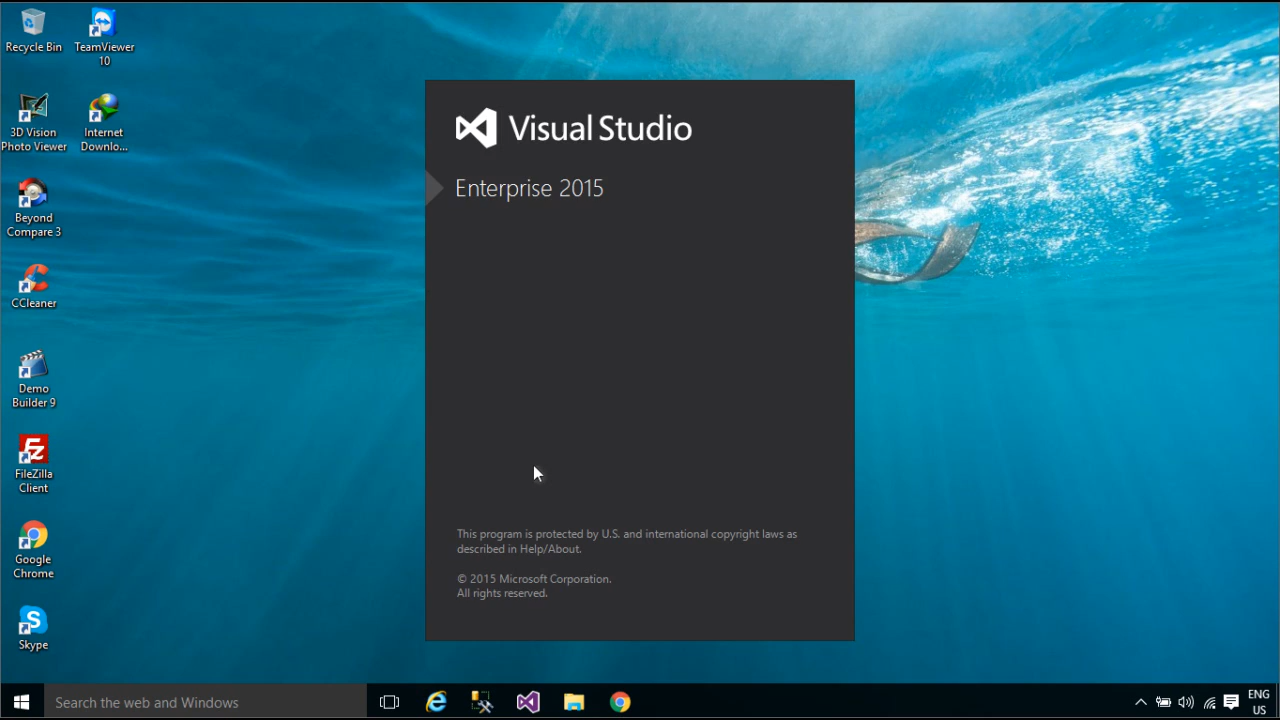 Recycle Bin
TeamViewer
10
3D Vision
Photo Viewer
Internet
Downlo...
Beyond
Compare 3
CCleaner
Demo
Builder 9
FileZilla
Client
Google
Chrome
Skype
Visual Studio
Enterprise 2015
This program is protected by U.S. and international copyright laws as
described in Help/About.
© 2015 Microsoft Corporation.
All rights reserved.
Search the web and Windows
ENG
US